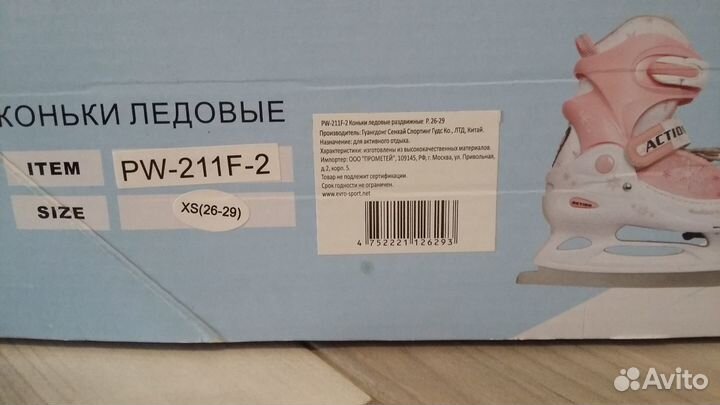 КОНЬКИ ЛЕДОВЫЕ
ITEM PW-211F-2
SIZE XS(26-29)
PW-211F-2 Коньки ледовые раздвижные Р. 26-29
Производитель: Гуангдонг Сенхай Спортинг Гудс Ко., ЛТД, Китай.
Назначение: для активного отдыха.
Характеристики: изготовлены из высококачественных материалов.
Импортер: ООО "ПРОМЕТЕЙ", 109145, РФ, г. Москва, ул. Привольная,
д.2, корп. 5.
Товар не подлежит сертификации.
Срок годности не ограничен.
www.evro-sport.net
4 752221 126293
ACTION
ACTION
Avito